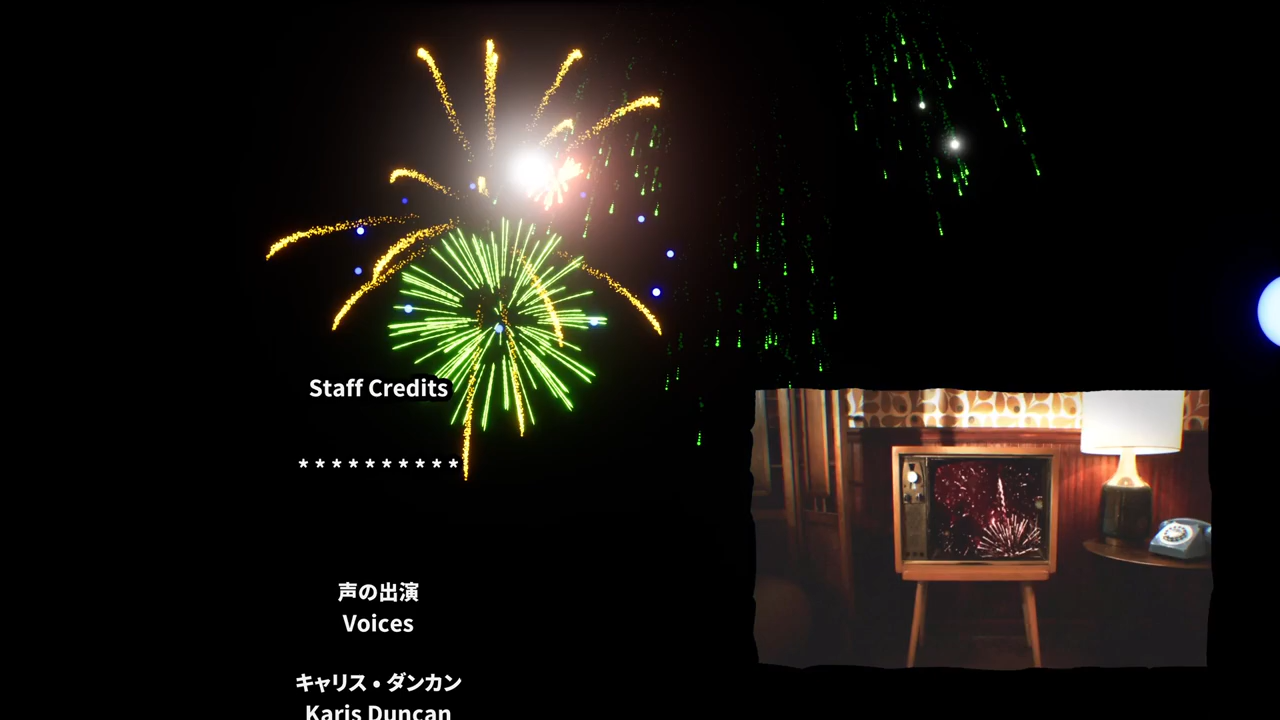 Staff Credits
**********
声の出演
Voices
キャリス・ダンカン
Karis Duncan